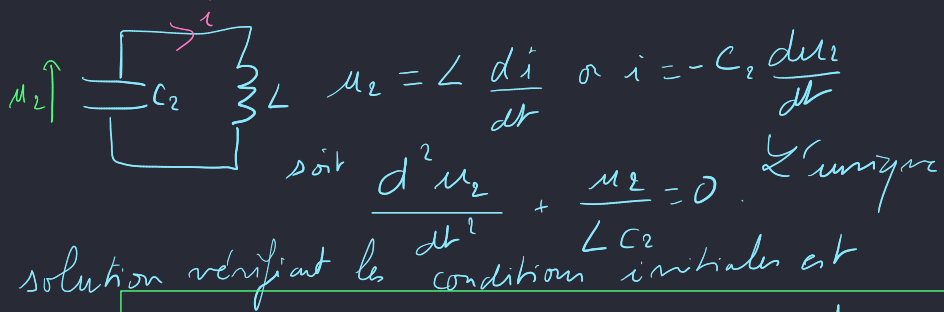 i
u₂ C₂ L u₂ = L di/dt or i = - C₂ du₂/dt
soit d²u₂/dt² + u₂/LC₂ = 0. L'unique
solution vérifiant les conditions initiales est